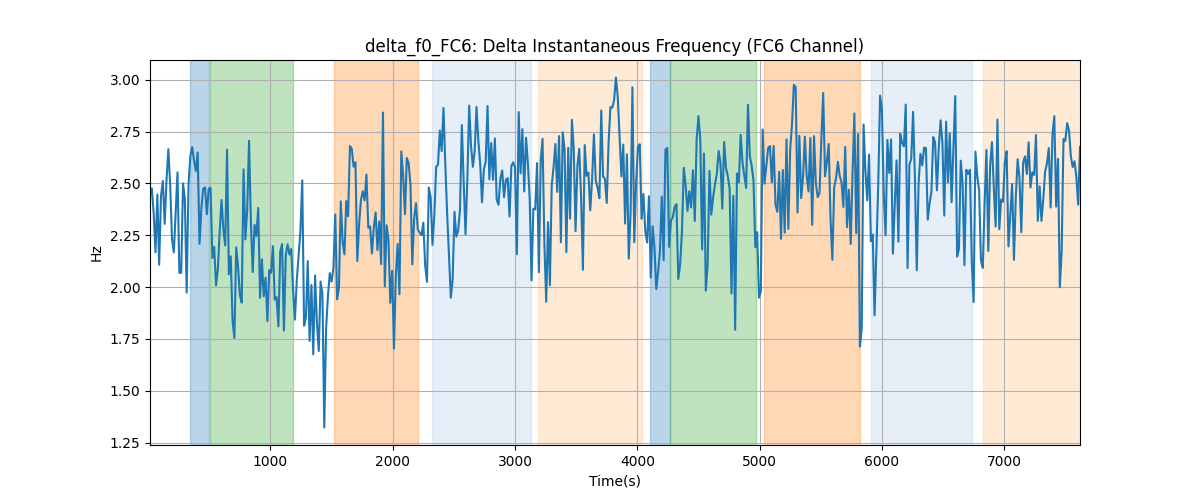 delta_f0_FC6: Delta Instantaneous Frequency (FC6 Channel)
3.00
2.75
2.50
2.25
2.00
1.75
1.50
1.25
Hz
1000 2000 3000 4000 5000 6000 7000
Time(s)